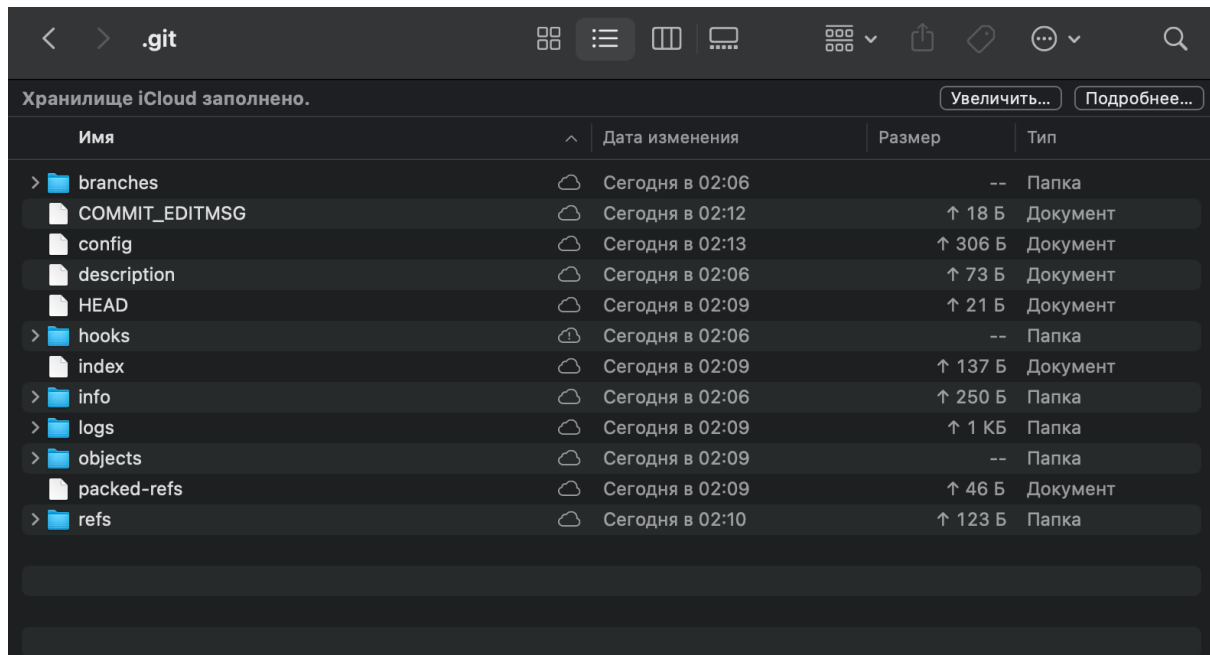 .git
Хранилище iCloud заполнено. Увеличить... Подробнее...
Имя Дата изменения Размер Тип
branches Сегодня в 02:06 -- Папка
COMMIT_EDITMSG Сегодня в 02:12 ↑ 18 Б Документ
config Сегодня в 02:13 ↑ 306 Б Документ
description Сегодня в 02:06 ↑ 73 Б Документ
HEAD Сегодня в 02:09 ↑ 21 Б Документ
hooks Сегодня в 02:06 -- Папка
index Сегодня в 02:09 ↑ 137 Б Документ
info Сегодня в 02:06 ↑ 250 Б Папка
logs Сегодня в 02:09 ↑ 1 КБ Папка
objects Сегодня в 02:09 -- Папка
packed-refs Сегодня в 02:09 ↑ 46 Б Документ
refs Сегодня в 02:10 ↑ 123 Б Папка